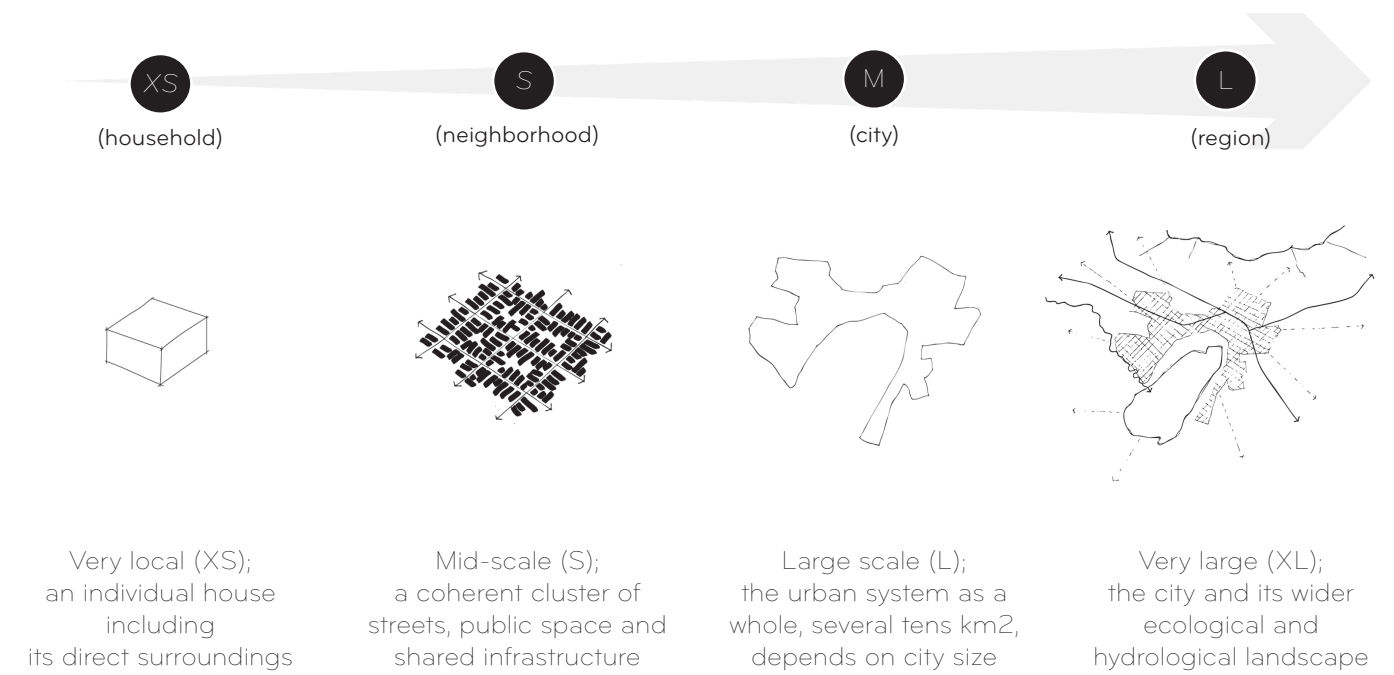 XS
S
M
L
(household)
(neighborhood)
(city)
(region)
Very local (XS);
an individual house
including
its direct surroundings
Mid-scale (S);
a coherent cluster of
streets, public space and
shared infrastructure
Large scale (L);
the urban system as a
whole, several tens km2,
depends on city size
Very large (XL);
the city and its wider
ecological and
hydrological landscape